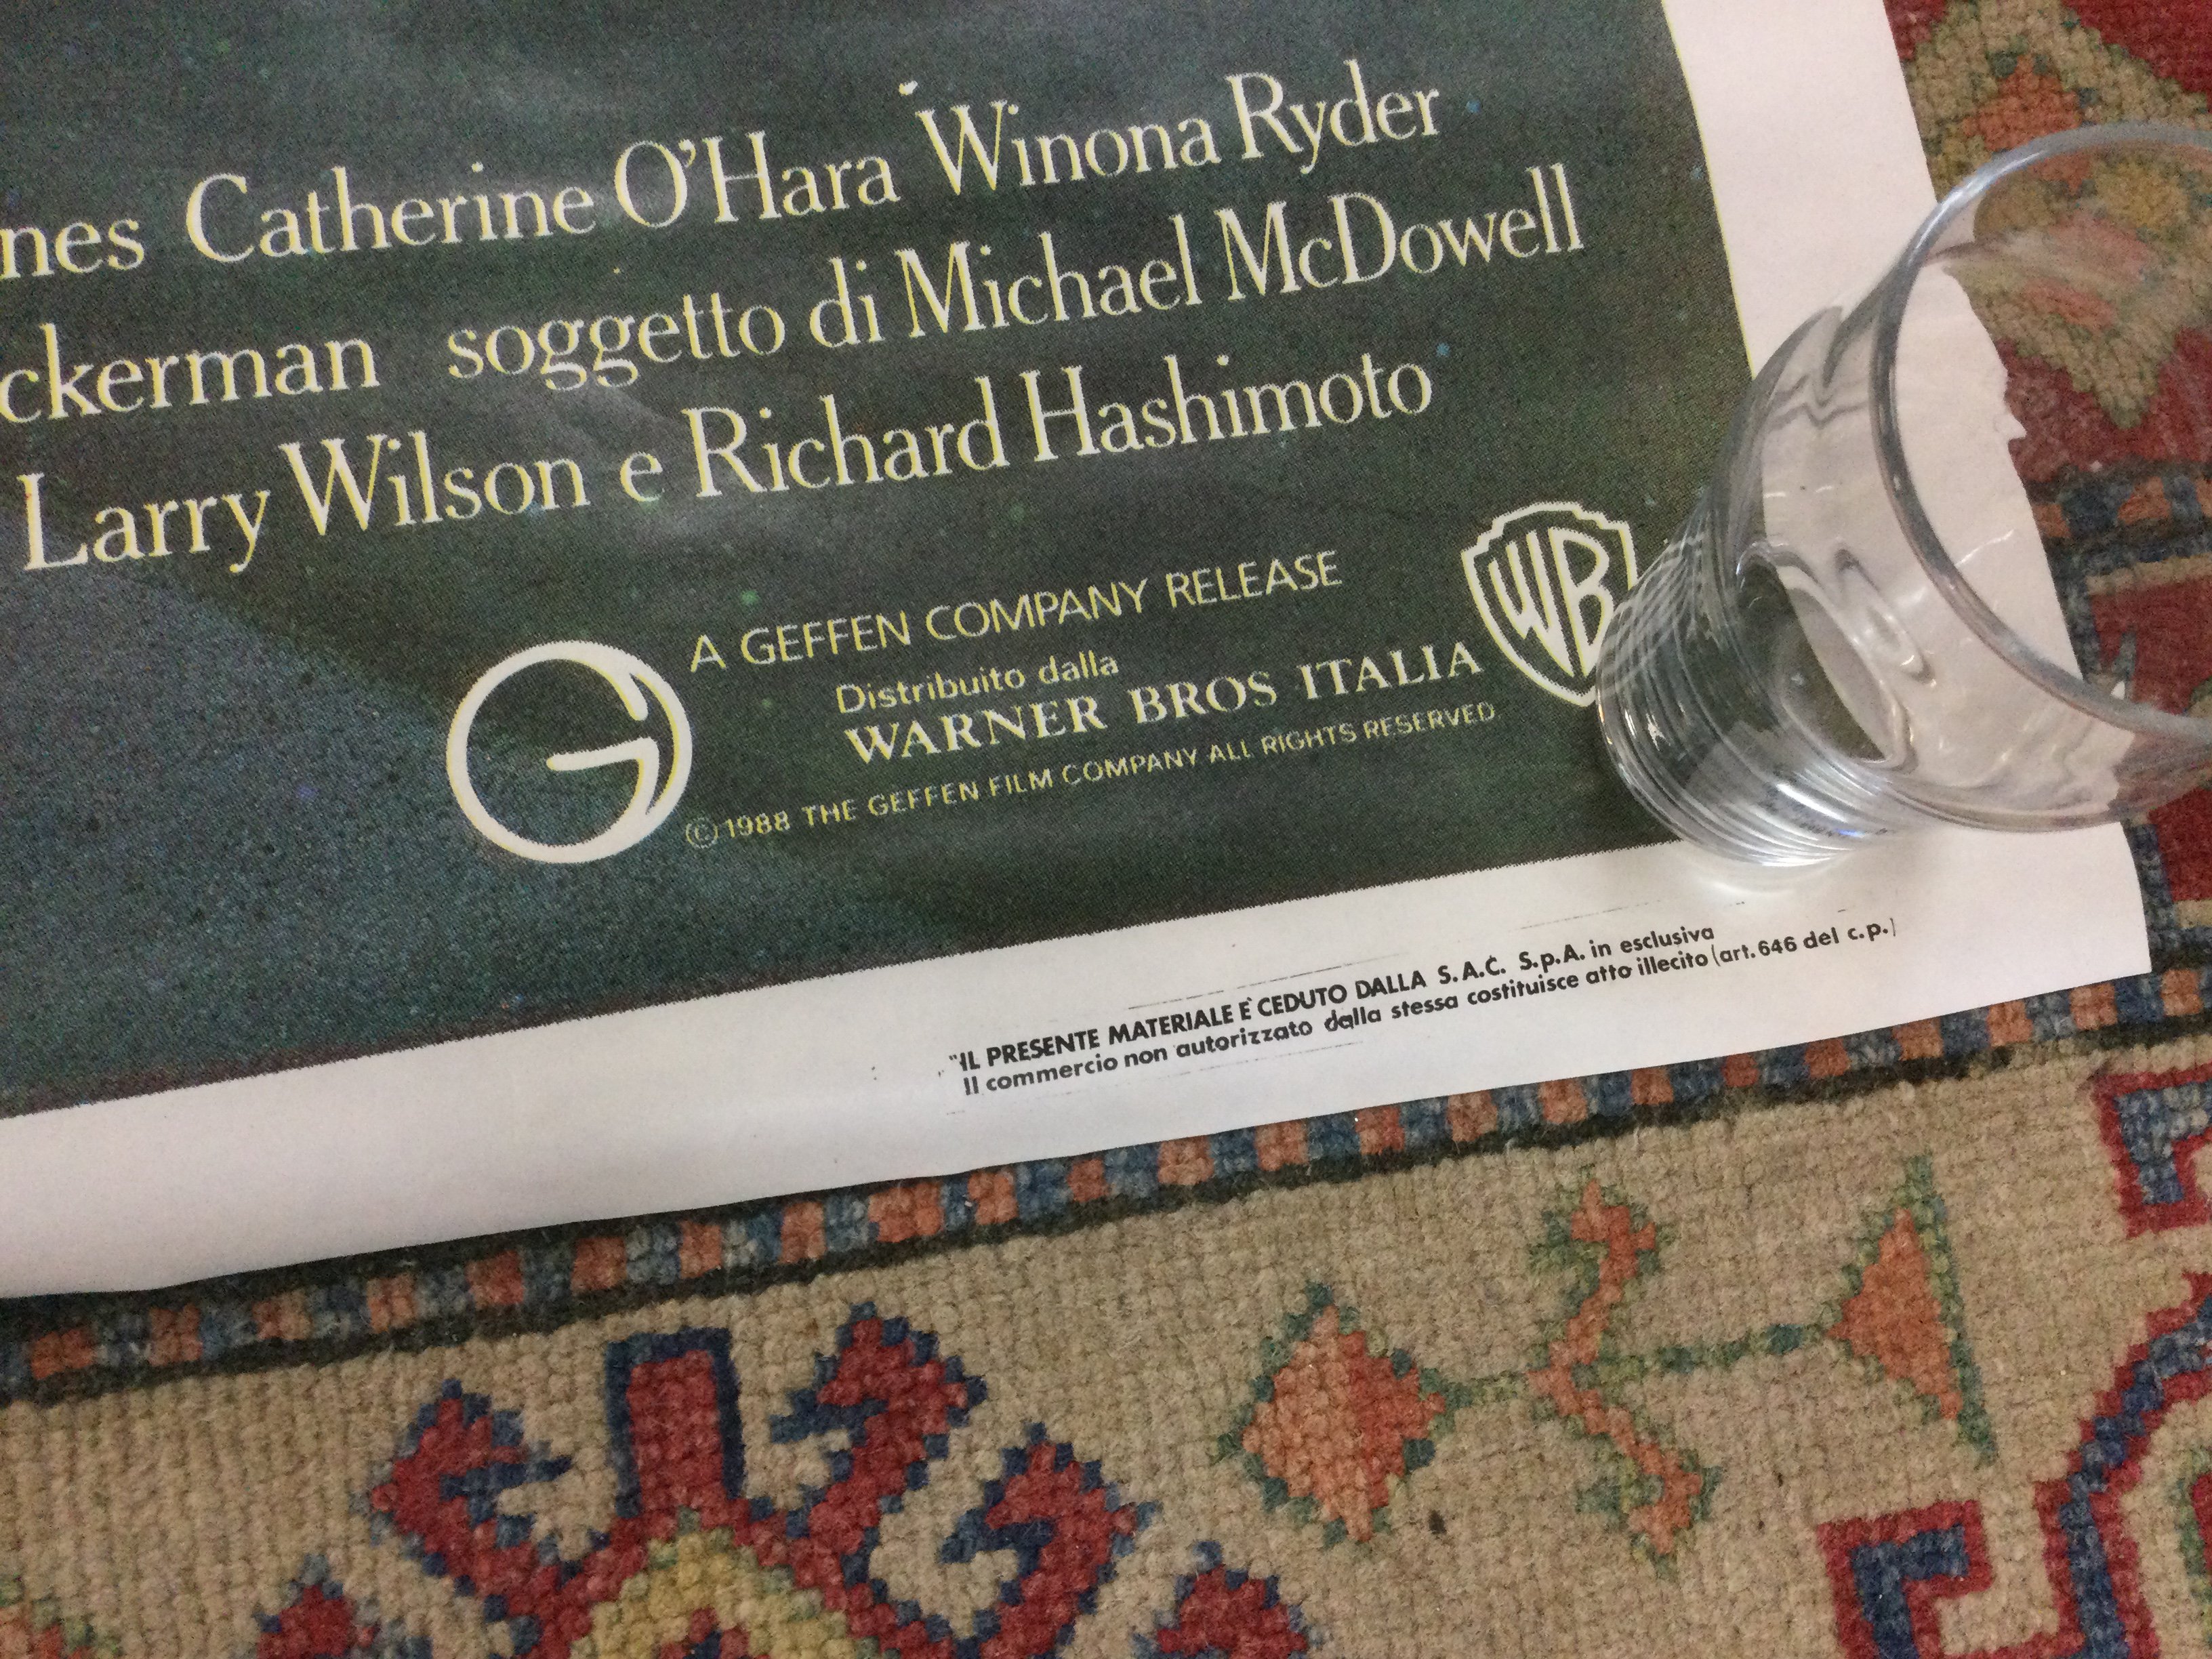 nes Catherine O'Hara Winona Ryder
ckerman soggetto di Michael McDowell
Larry Wilson e Richard Hashimoto
A GEFFEN COMPANY RELEASE
Distribuito dalla
WARNER BROS ITALIA
© 1988 THE GEFFEN FILM COMPANY ALL RIGHTS RESERVED
G
WB
"IL PRESENTE MATERIALE È CEDUTO DALLA S.A.C. S.p.A. in esclusiva
Il commercio non autorizzato dalla stessa costituisce atto illecito (art. 646 del c.p.)